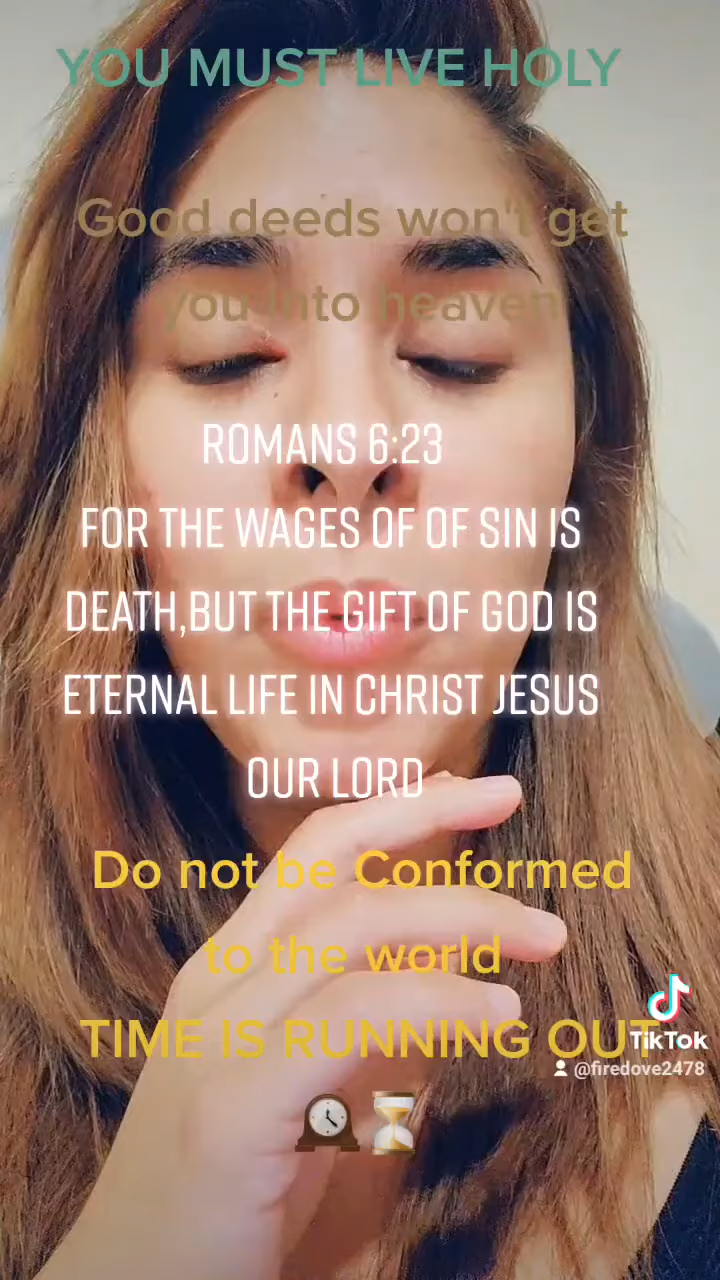 YOU MUST LIVE HOLY
Good deeds won't get
you into heaven
ROMANS 6:23
FOR THE WAGES OF OF SIN IS
DEATH,BUT THE GIFT OF GOD IS
ETERNAL LIFE IN CHRIST JESUS
OUR LORD
Do not be Conformed
to the world
TIME IS RUNNING OUT
TikTok
@firedove2478